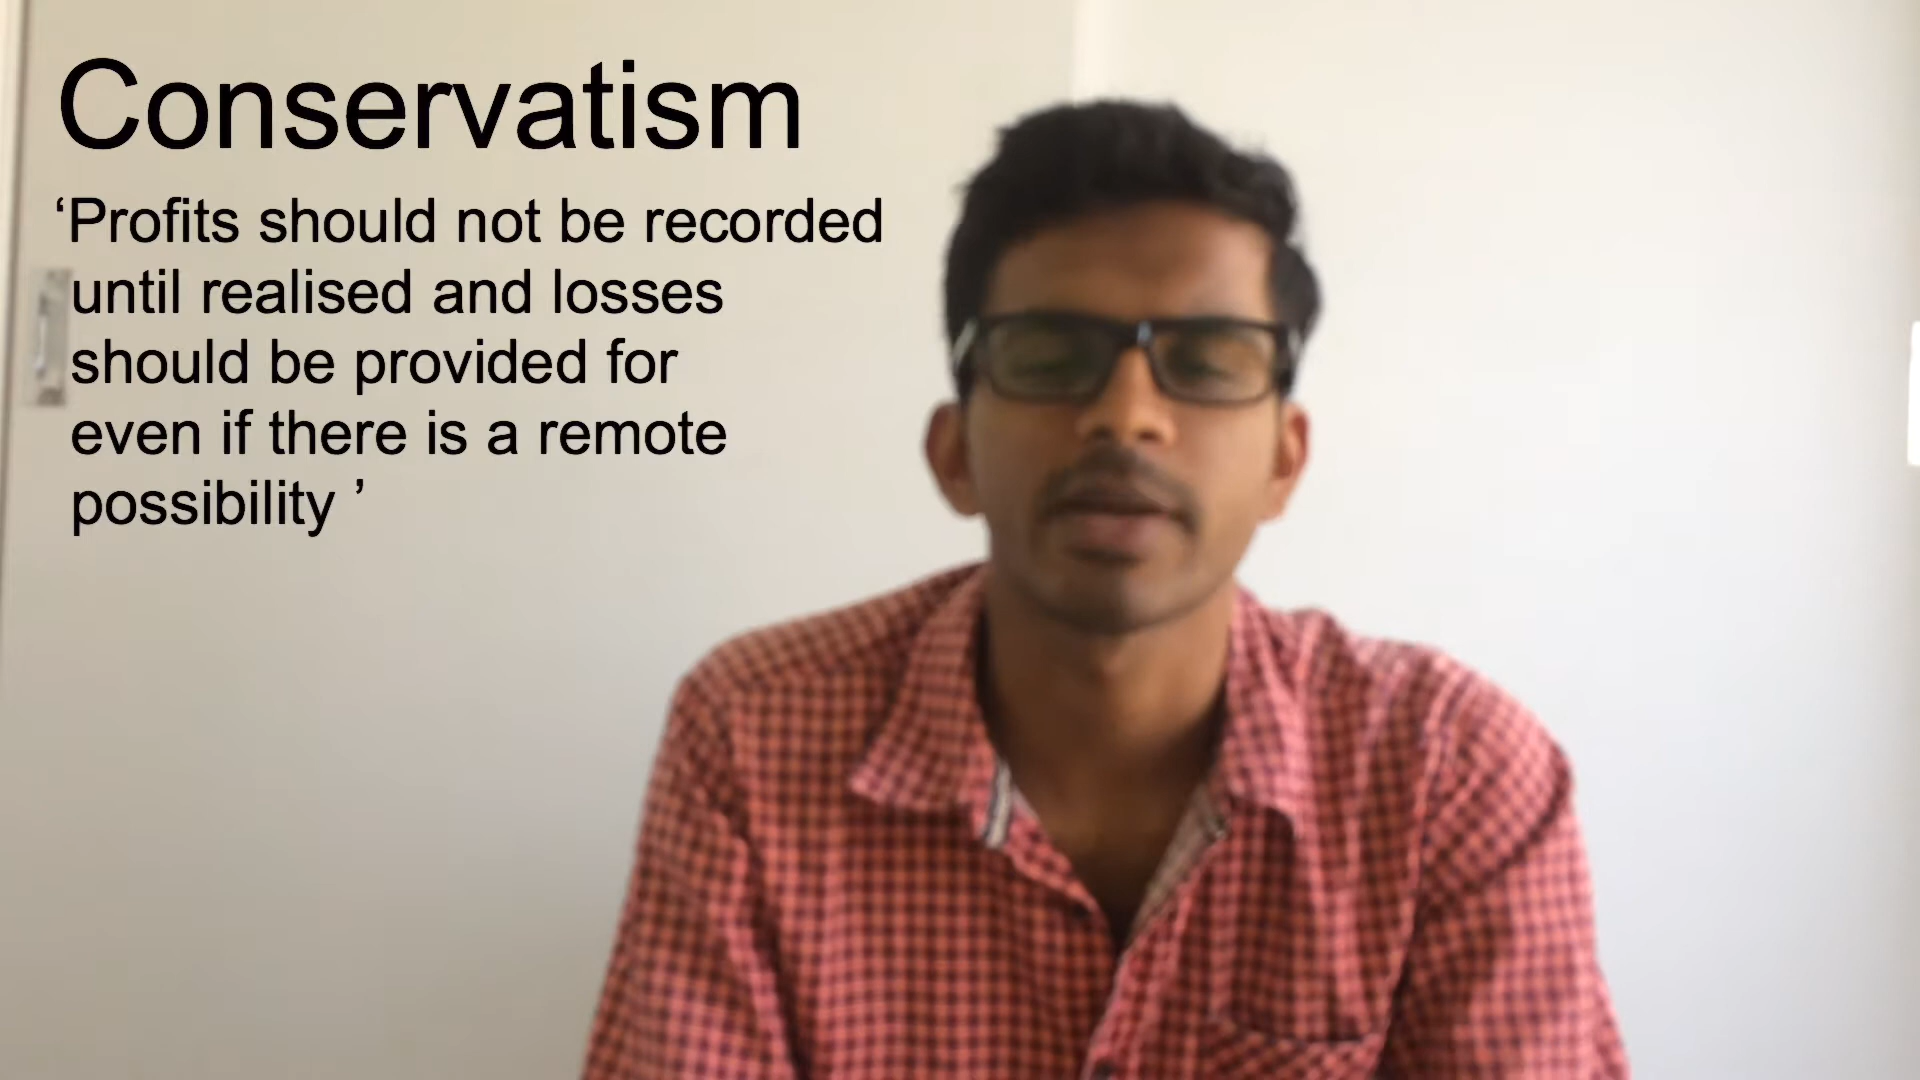 Conservatism
‘Profits should not be recorded
until realised and losses
should be provided for
even if there is a remote
possibility ’